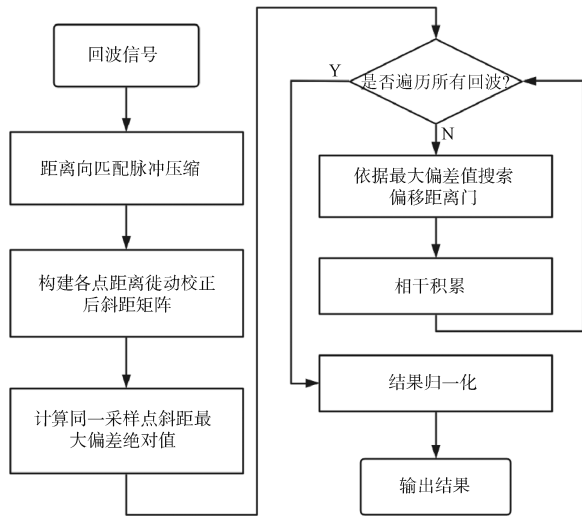 回波信号
距离向匹配脉冲压缩
构建各点距离徙动校正
后斜距矩阵
计算同一采样点斜距最
大偏差绝对值
是否遍历所有回波?
Y
N
依据最大偏差值搜索
偏移距离门
相干积累
结果归一化
输出结果